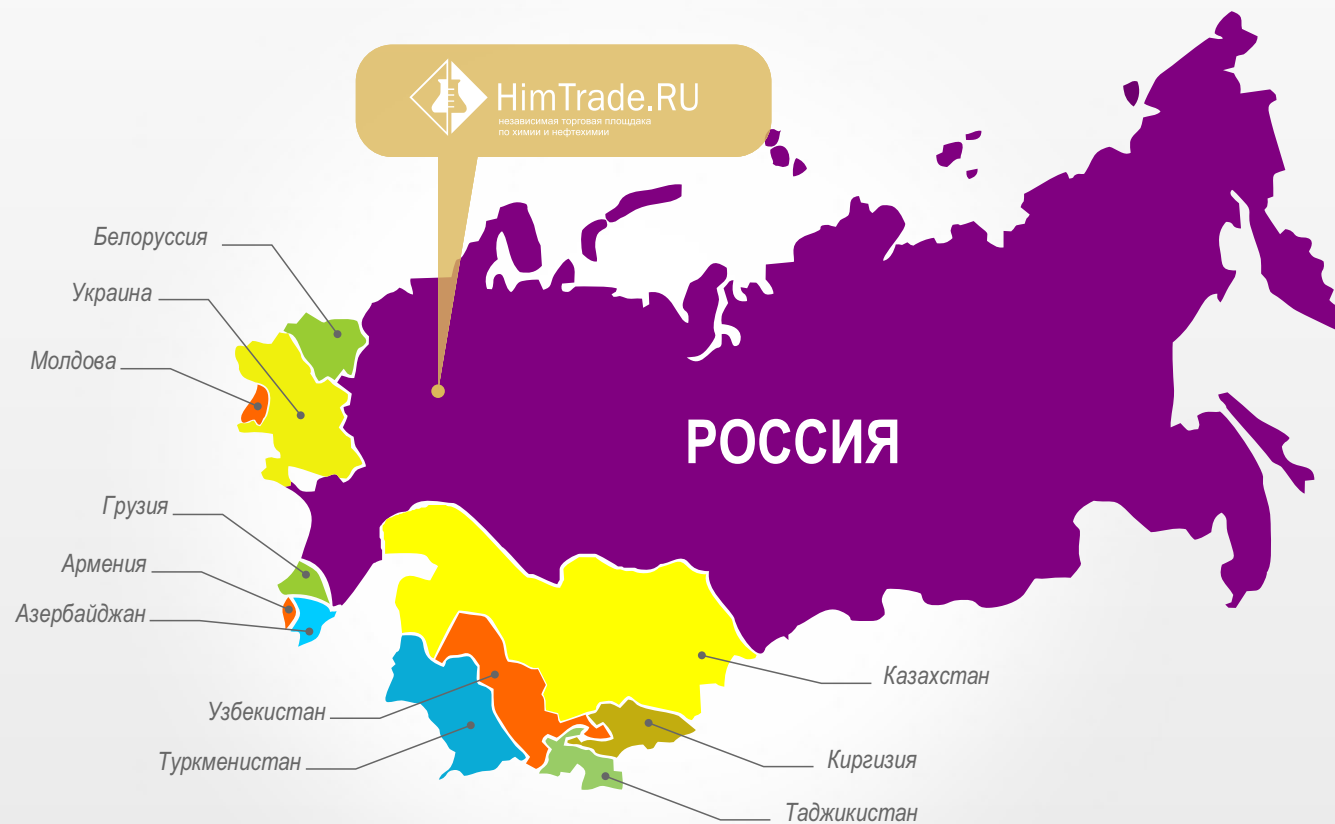 HimTrade.RU
независимая торговая площдака
по химии и нефтехимии
Белоруссия
Украина
Молдова
РОССИЯ
Грузия
Армения
Азербайджан
Казахстан
Узбекистан
Туркменистан
Киргизия
Таджикистан